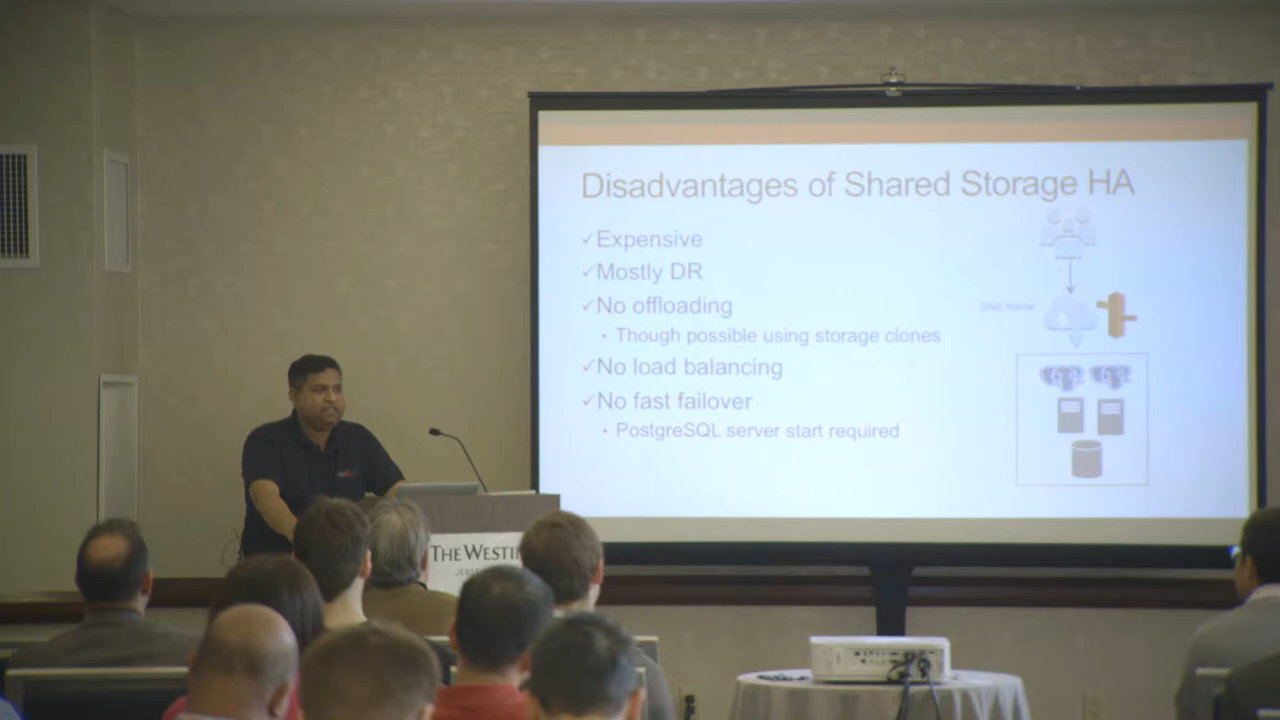 Disadvantages of Shared Storage HA
✓Expensive
✓Mostly DR
✓No offloading
• Though possible using storage clones
✓No load balancing
✓No fast failover
• PostgreSQL server start required
DNS Name
THE WESTI